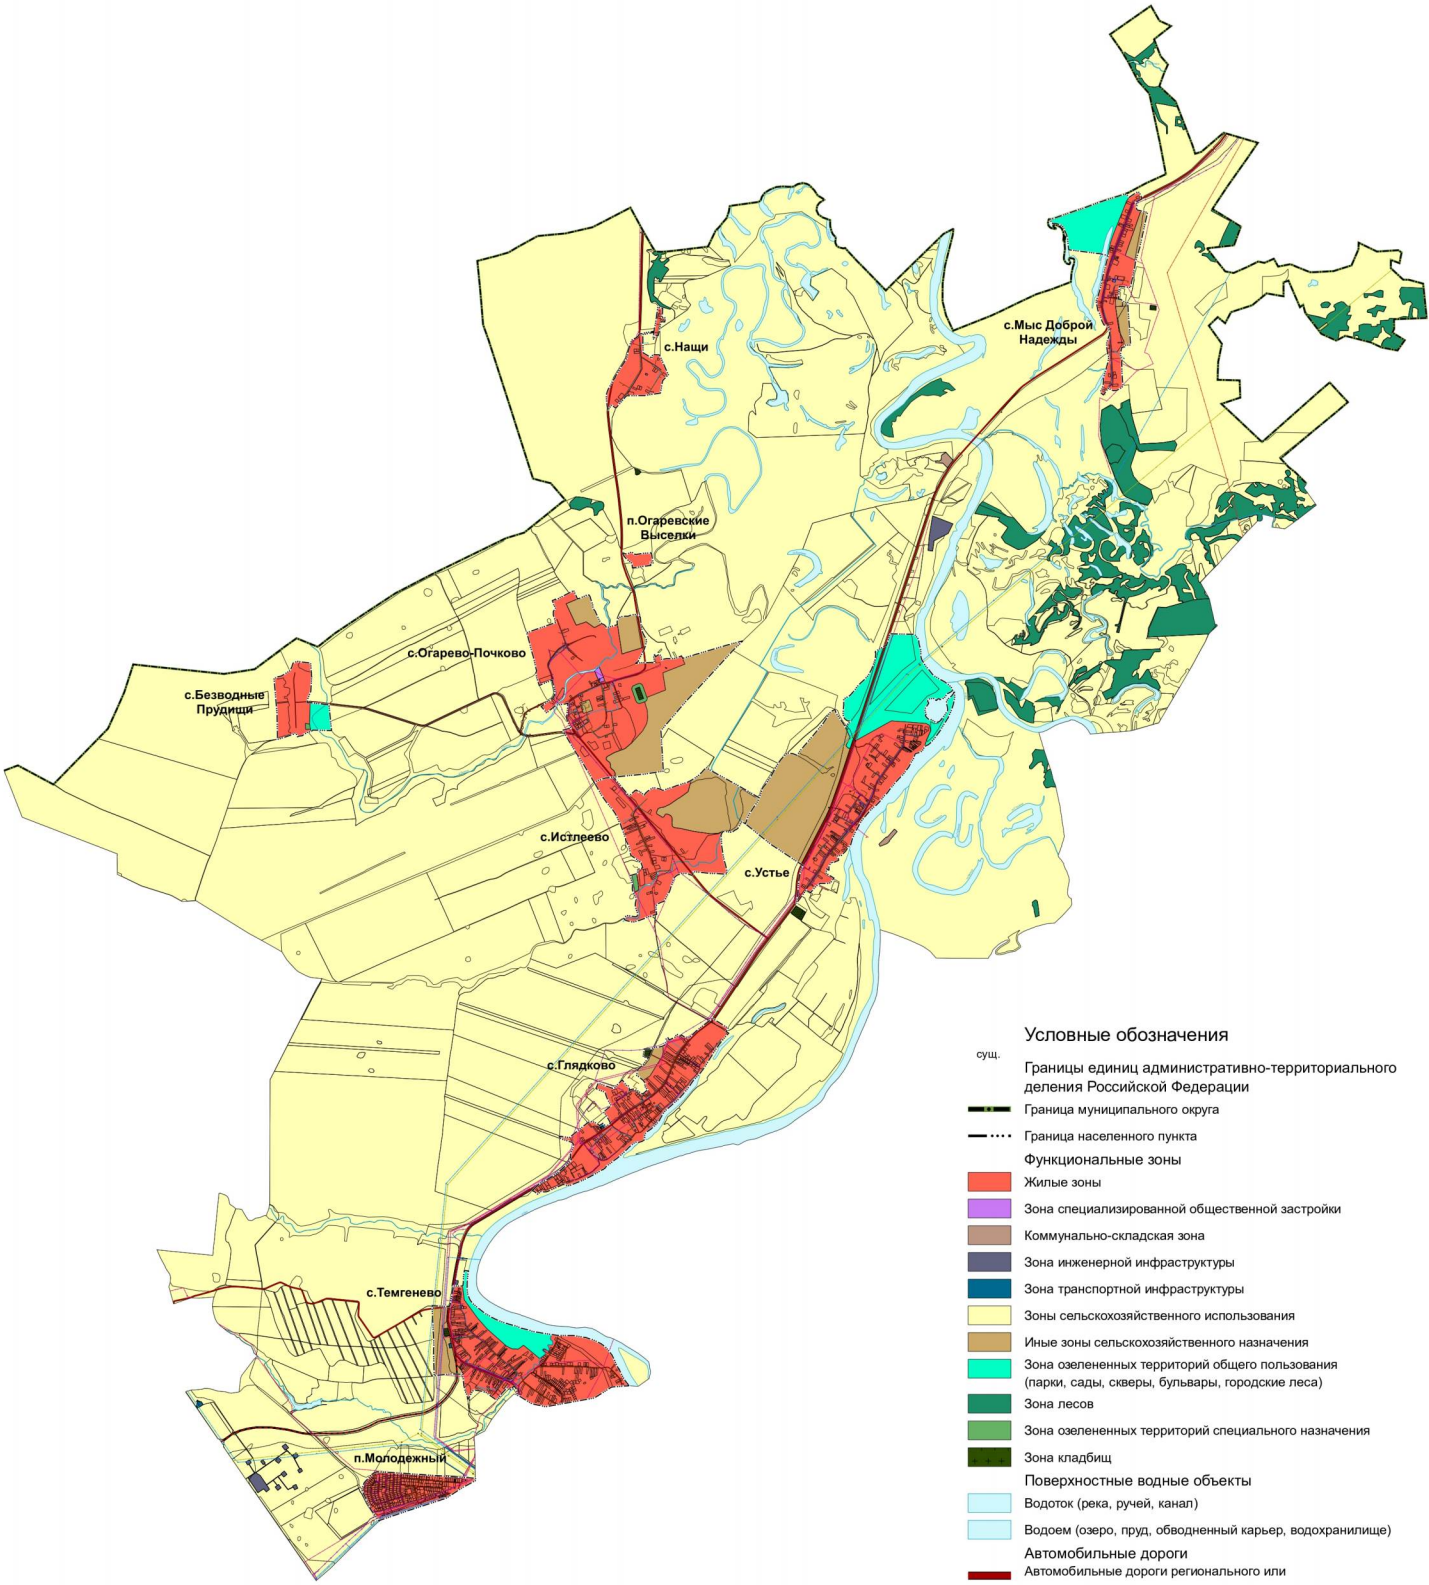 с.Мыс Доброй
Надежды
с.Нащи
п.Огаревские
Выселки
с.Огарево-Почково
с.Безводные
Прудищи
с.Истлеево
с.Устье
с.Глядково
с.Темгенево
п.Молодежный
Условные обозначения
сущ.
Границы единиц административно-территориального
деления Российской Федерации
Граница муниципального округа
Граница населенного пункта
Функциональные зоны
Жилые зоны
Зона специализированной общественной застройки
Коммунально-складская зона
Зона инженерной инфраструктуры
Зона транспортной инфраструктуры
Зоны сельскохозяйственного использования
Иные зоны сельскохозяйственного назначения
Зона озелененных территорий общего пользования
(парки, сады, скверы, бульвары, городские леса)
Зона лесов
Зона озелененных территорий специального назначения
Зона кладбищ
Поверхностные водные объекты
Водоток (река, ручей, канал)
Водоем (озеро, пруд, обводненный карьер, водохранилище)
Автомобильные дороги
Автомобильные дороги регионального или